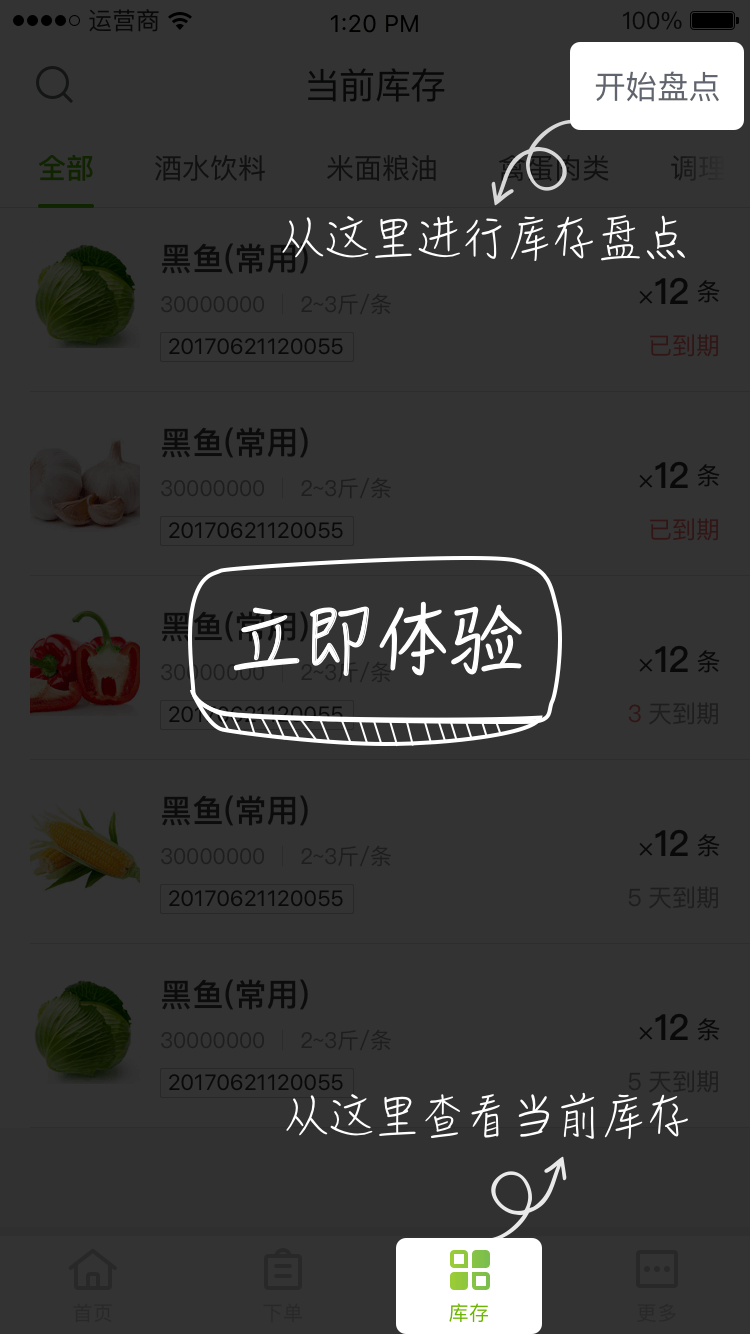 运营商 1:20 PM 100%
当前库存 开始盘点
全部 酒水饮料 米面粮油 禽蛋肉类 调理
从这里进行库存盘点
黑鱼(常用)
×12 条
30000000 2~3斤/条
20170621120055 已到期
黑鱼(常用)
×12 条
30000000 2~3斤/条
20170621120055 已到期
立即体验
黑鱼(常用)
×12 条
30000000 2~3斤/条
20170621120055 3 天到期
黑鱼(常用)
×12 条
30000000 2~3斤/条
20170621120055 5 天到期
黑鱼(常用)
×12 条
30000000 2~3斤/条
20170621120055 5 天到期
从这里查看当前库存
首页 下单 库存 更多